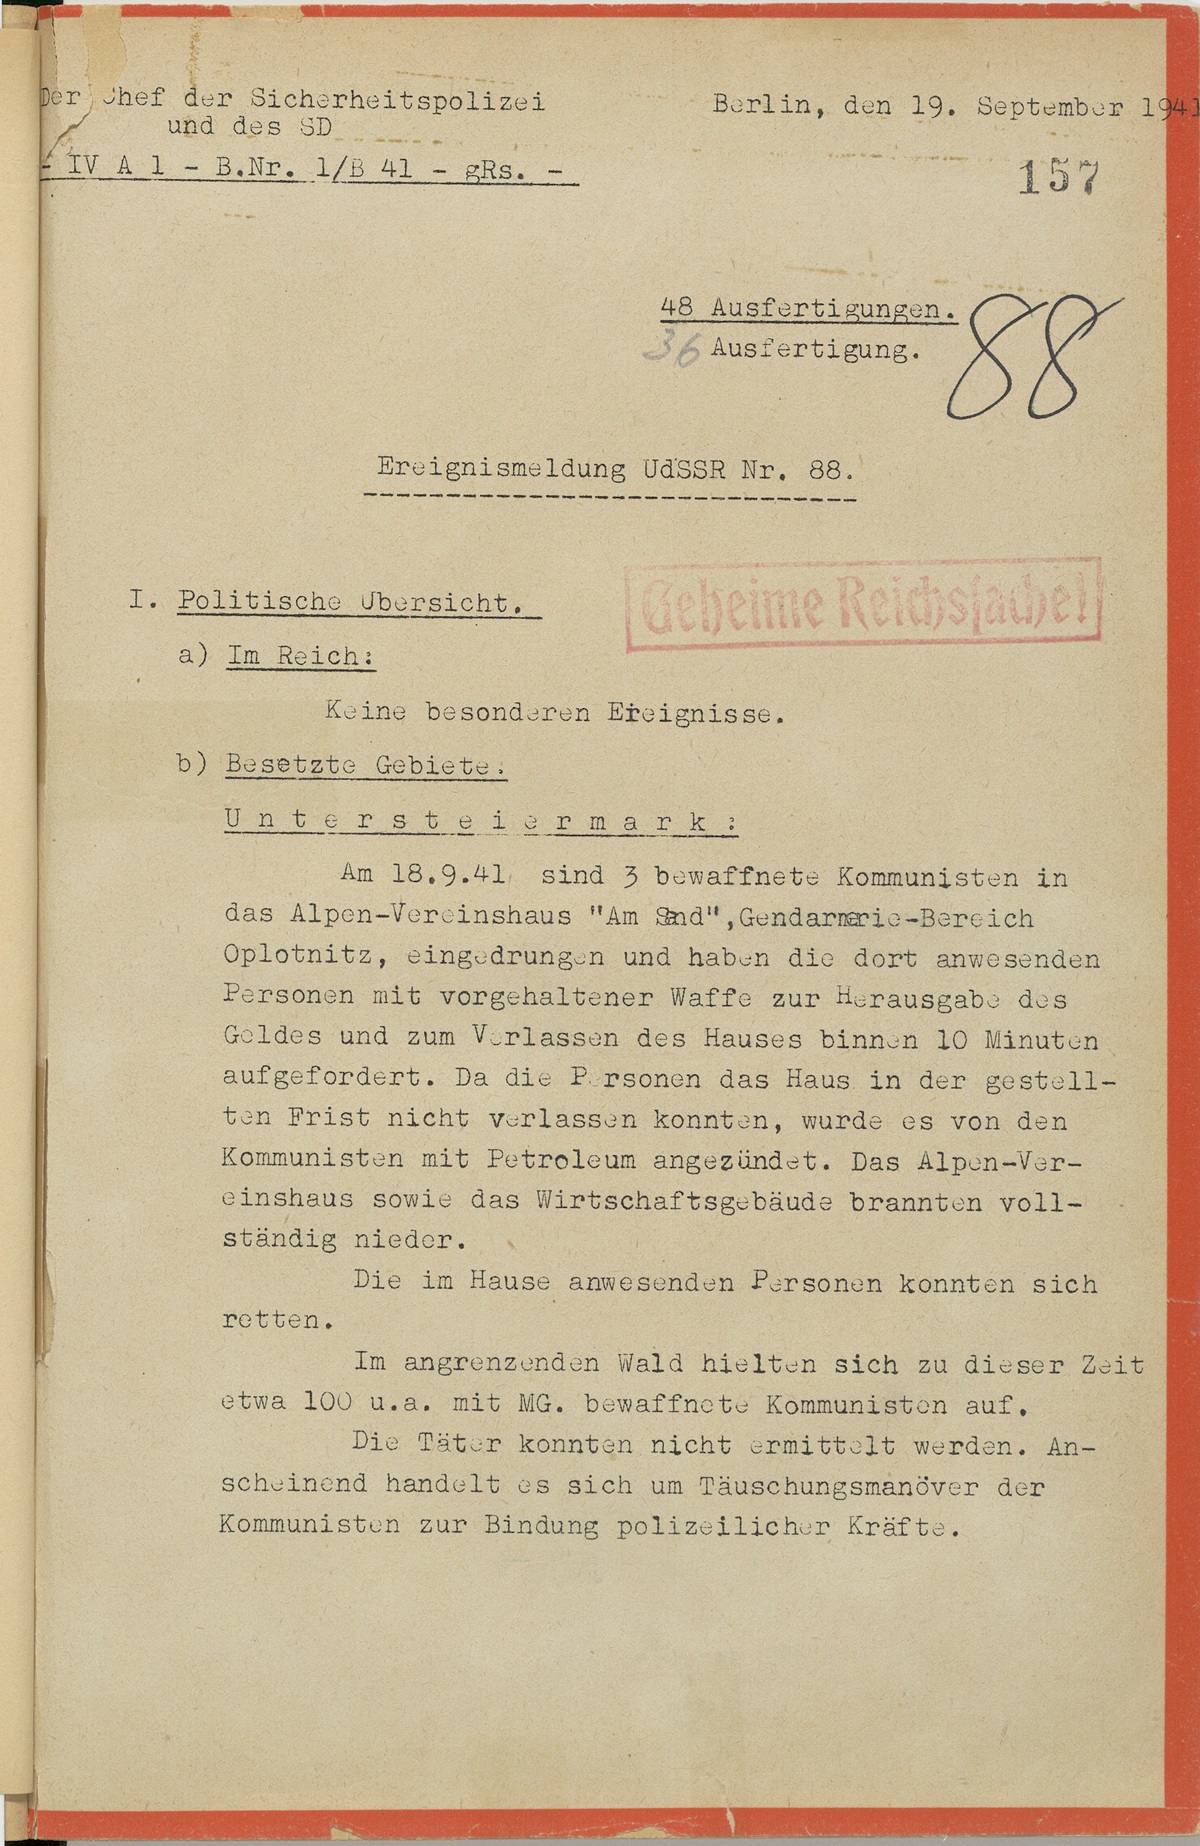 Der Chef der Sicherheitspolizei
und des SD
- IV A 1 - B.Nr. 1/B 41 - gRs. -
Berlin, den 19. September 1941
157
48 Ausfertigungen.
36 Ausfertigung.
88
Ereignismeldung UdSSR Nr. 88.
Geheime Reichssache!
I. Politische Übersicht.
a) Im Reich:
Keine besonderen Ereignisse.
b) Besetzte Gebiete:
U n t e r s t e i e r m a r k :
Am 18.9.41 sind 3 bewaffnete Kommunisten in
das Alpen-Vereinshaus "Am Sand", Gendarmerie-Bereich
Oplotnitz, eingedrungen und haben die dort anwesenden
Personen mit vorgehaltener Waffe zur Herausgabe des
Geldes und zum Verlassen des Hauses binnen 10 Minuten
aufgefordert. Da die Personen das Haus in der gestell-
ten Frist nicht verlassen konnten, wurde es von den
Kommunisten mit Petroleum angezündet. Das Alpen-Ver-
einshaus sowie das Wirtschaftsgebäude brannten voll-
ständig nieder.
Die im Hause anwesenden Personen konnten sich
retten.
Im angrenzenden Wald hielten sich zu dieser Zeit
etwa 100 u.a. mit MG. bewaffnete Kommunisten auf.
Die Täter konnten nicht ermittelt werden. An-
scheinend handelt es sich um Täuschungsmanöver der
Kommunisten zur Bindung polizeilicher Kräfte.